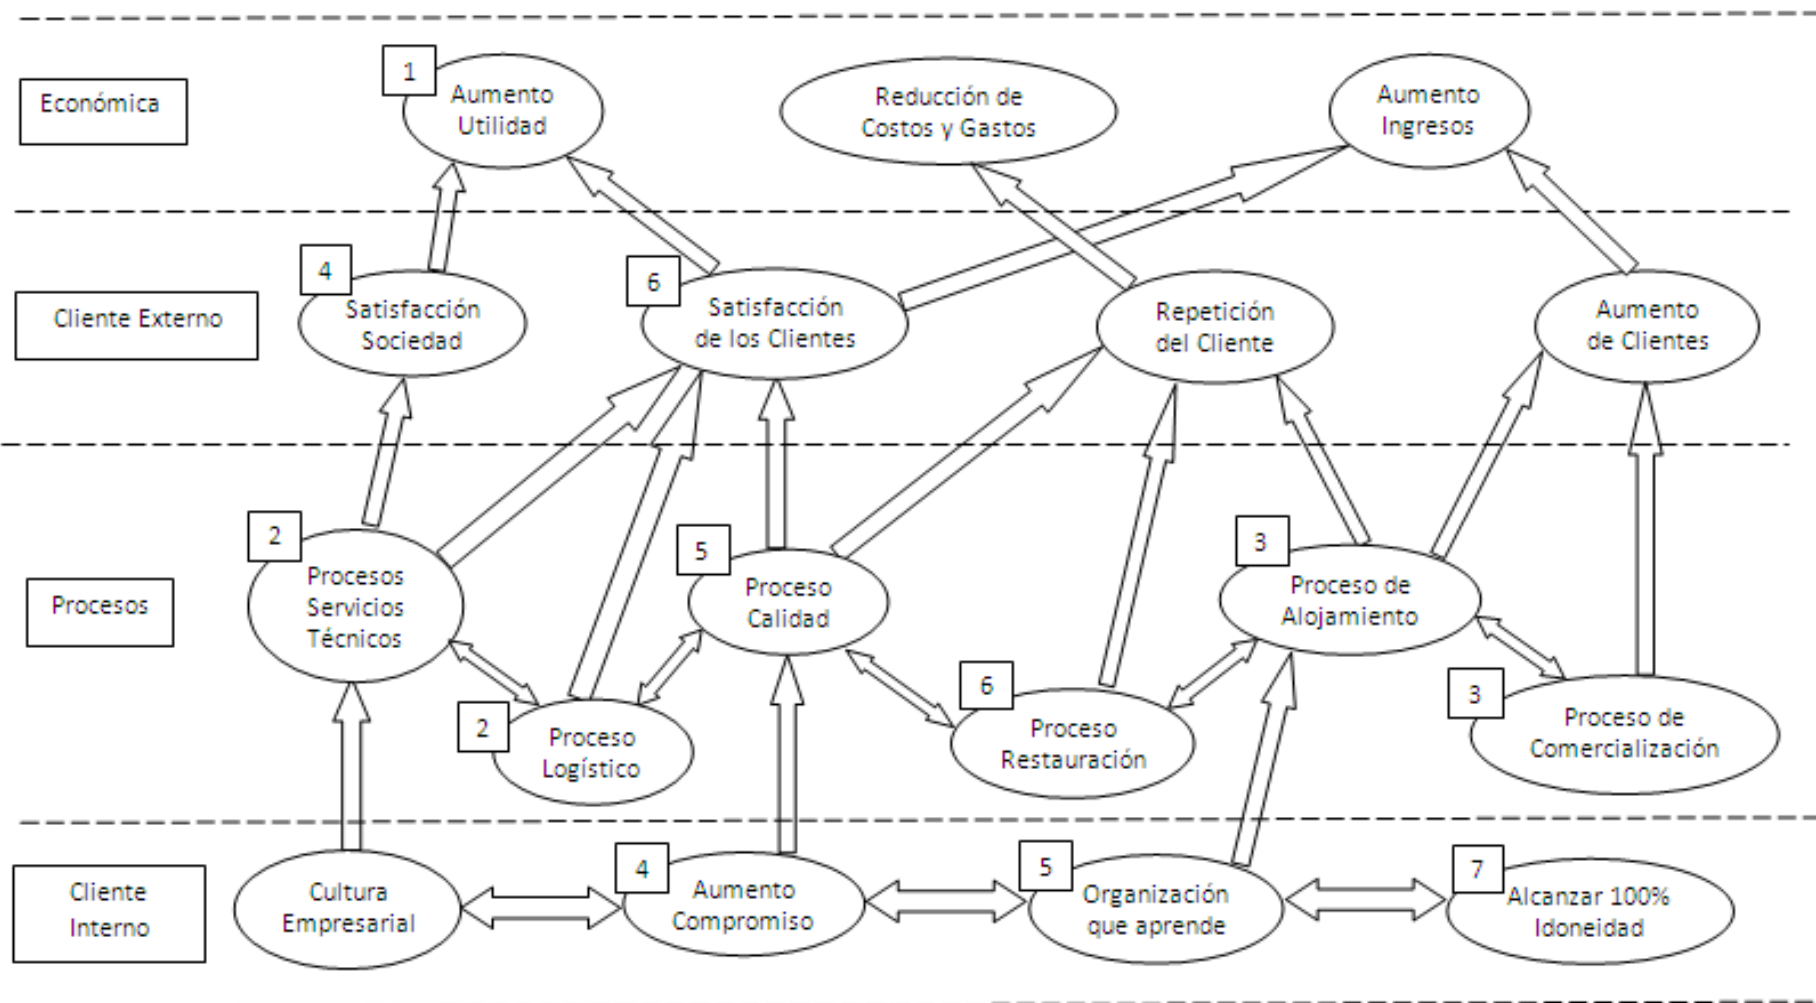 Económica
1
Aumento
Utilidad
Reducción de
Costos y Gastos
Aumento
Ingresos
Cliente Externo
4
Satisfacción
Sociedad
6
Satisfacción
de los Clientes
Repetición
del Cliente
Aumento
de Clientes
Procesos
2
Procesos
Servicios
Técnicos
2
Proceso
Logístico
5
Proceso
Calidad
6
Proceso
Restauración
3
Proceso de
Alojamiento
3
Proceso de
Comercialización
Cliente
Interno
Cultura
Empresarial
4
Aumento
Compromiso
5
Organización
que aprende
7
Alcanzar 100%
Idoneidad